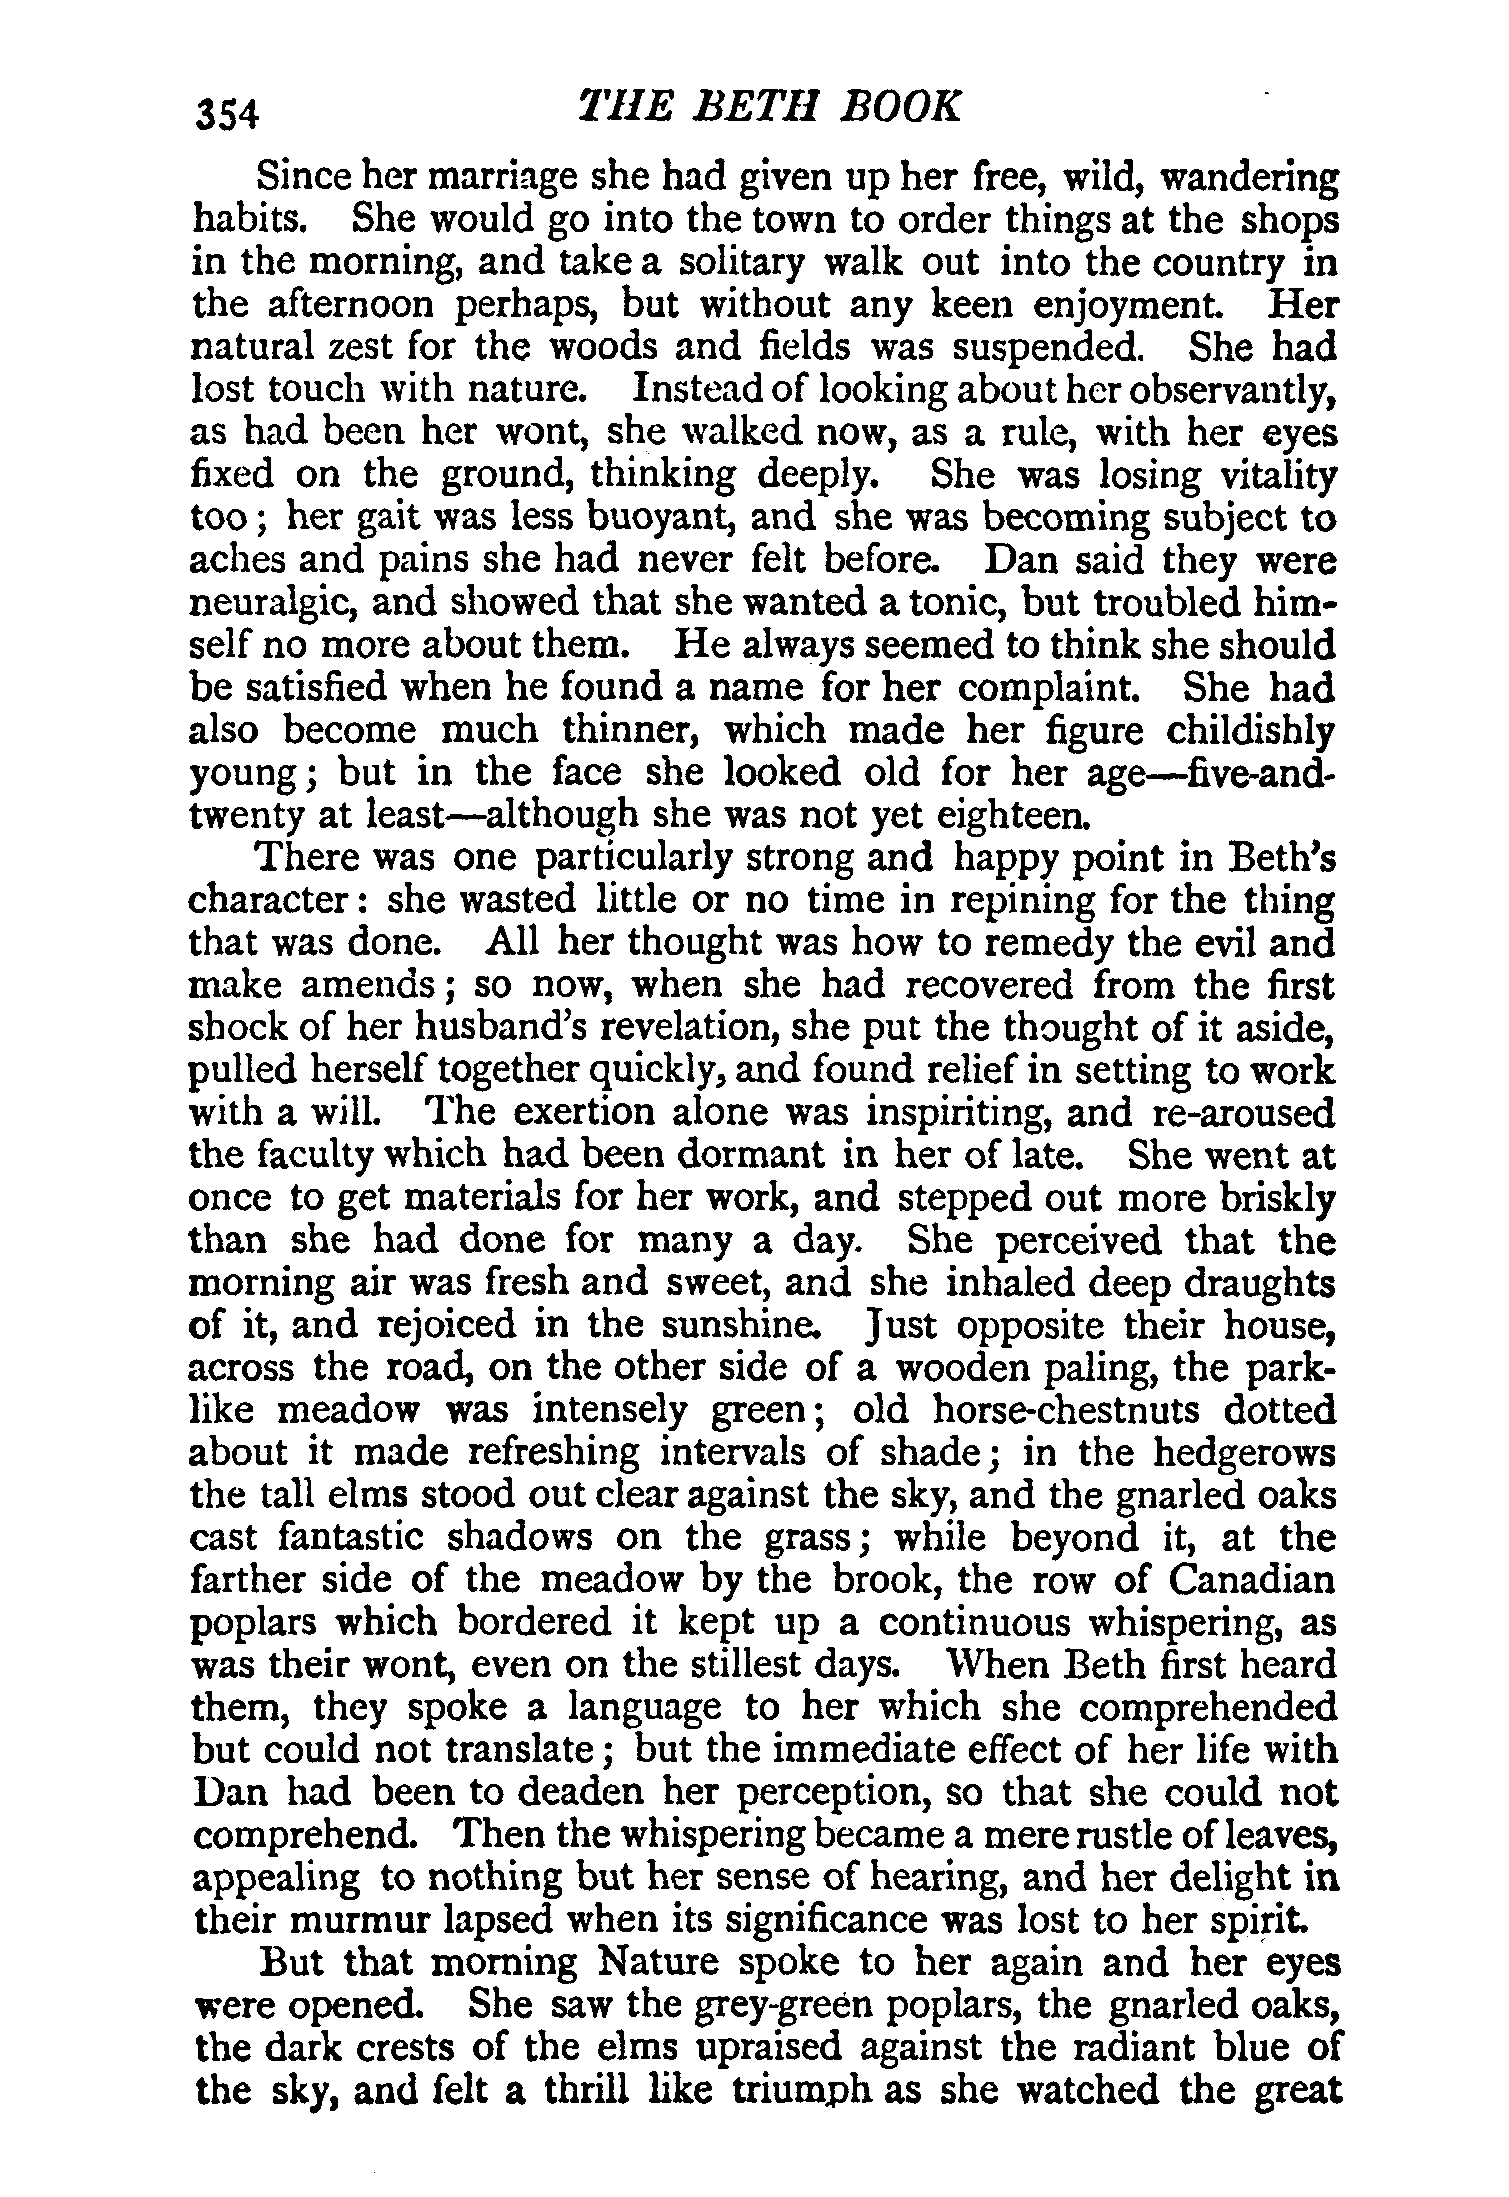 354 THE BETH BOOK
Since her marriage she had given up her free, wild, wandering
habits. She would go into the town to order things at the shops
in the morning, and take a solitary walk out into the country in
the afternoon perhaps, but without any keen enjoyment. Her
natural zest for the woods and fields was suspended. She had
lost touch with nature. Instead of looking about her observantly,
as had been her wont, she walked now, as a rule, with her eyes
fixed on the ground, thinking deeply. She was losing vitality
too; her gait was less buoyant, and she was becoming subject to
aches and pains she had never felt before. Dan said they were
neuralgic, and showed that she wanted a tonic, but troubled him-
self no more about them. He always seemed to think she should
be satisfied when he found a name for her complaint. She had
also become much thinner, which made her figure childishly
young; but in the face she looked old for her age—five-and-
twenty at least—although she was not yet eighteen.
There was one particularly strong and happy point in Beth's
character: she wasted little or no time in repining for the thing
that was done. All her thought was how to remedy the evil and
make amends; so now, when she had recovered from the first
shock of her husband's revelation, she put the thought of it aside,
pulled herself together quickly, and found relief in setting to work
with a will. The exertion alone was inspiriting, and re-aroused
the faculty which had been dormant in her of late. She went at
once to get materials for her work, and stepped out more briskly
than she had done for many a day. She perceived that the
morning air was fresh and sweet, and she inhaled deep draughts
of it, and rejoiced in the sunshine. Just opposite their house,
across the road, on the other side of a wooden paling, the park-
like meadow was intensely green; old horse-chestnuts dotted
about it made refreshing intervals of shade; in the hedgerows
the tall elms stood out clear against the sky, and the gnarled oaks
cast fantastic shadows on the grass; while beyond it, at the
farther side of the meadow by the brook, the row of Canadian
poplars which bordered it kept up a continuous whispering, as
was their wont, even on the stillest days. When Beth first heard
them, they spoke a language to her which she comprehended
but could not translate; but the immediate effect of her life with
Dan had been to deaden her perception, so that she could not
comprehend. Then the whispering became a mere rustle of leaves,
appealing to nothing but her sense of hearing, and her delight in
their murmur lapsed when its significance was lost to her spirit.
But that morning Nature spoke to her again and her eyes
were opened. She saw the grey-green poplars, the gnarled oaks,
the dark crests of the elms upraised against the radiant blue of
the sky, and felt a thrill like triumph as she watched the great